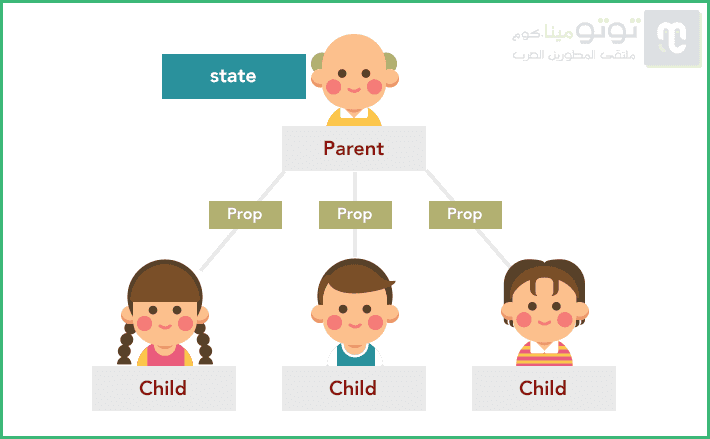 توتومينا.كوم
ملتقى المطورين العرب
state
Parent
Prop Prop Prop
Child Child Child